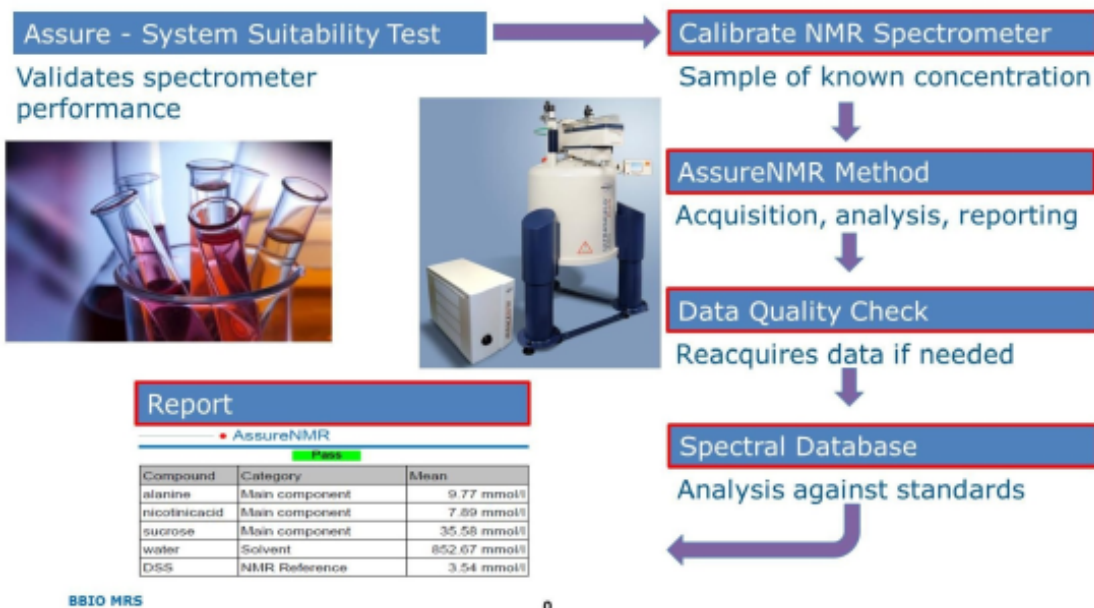 Assure - System Suitability Test
Validates spectrometer
performance
Calibrate NMR Spectrometer
Sample of known concentration
AssureNMR Method
Acquisition, analysis, reporting
Data Quality Check
Reacquires data if needed
Spectral Database
Analysis against standards
Report
AssureNMR
Pass
Compound Category Mean
alanine Main component 9.77 mmol/l
nicotinicacid Main component 7.89 mmol/l
sucrose Main component 35.58 mmol/l
water Solvent 852.67 mmol/l
DSS NMR Reference 3.54 mmol/l
BBIO MRS